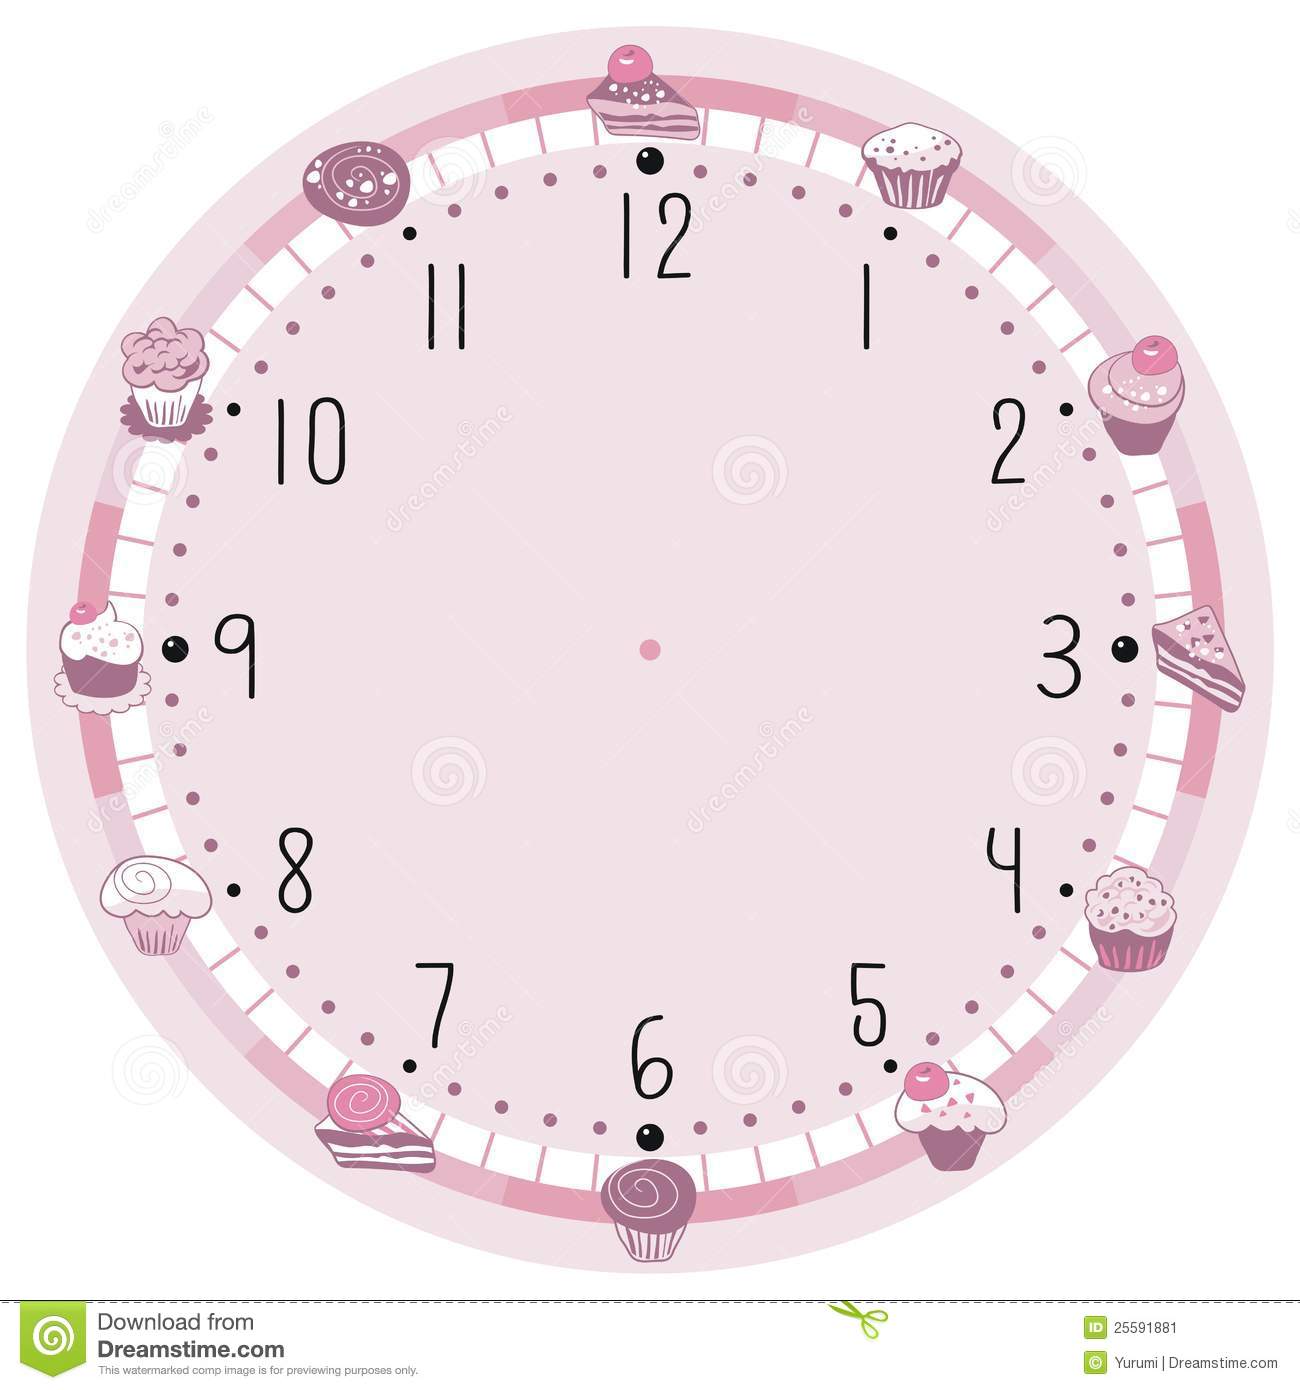 12
11
1
10
2
9
3
8
4
7
5
6
dreamstime
Download from
Dreamstime.com
This watermarked comp image is for previewing purposes only.
ID 25591881
© Yurumi | Dreamstime.com